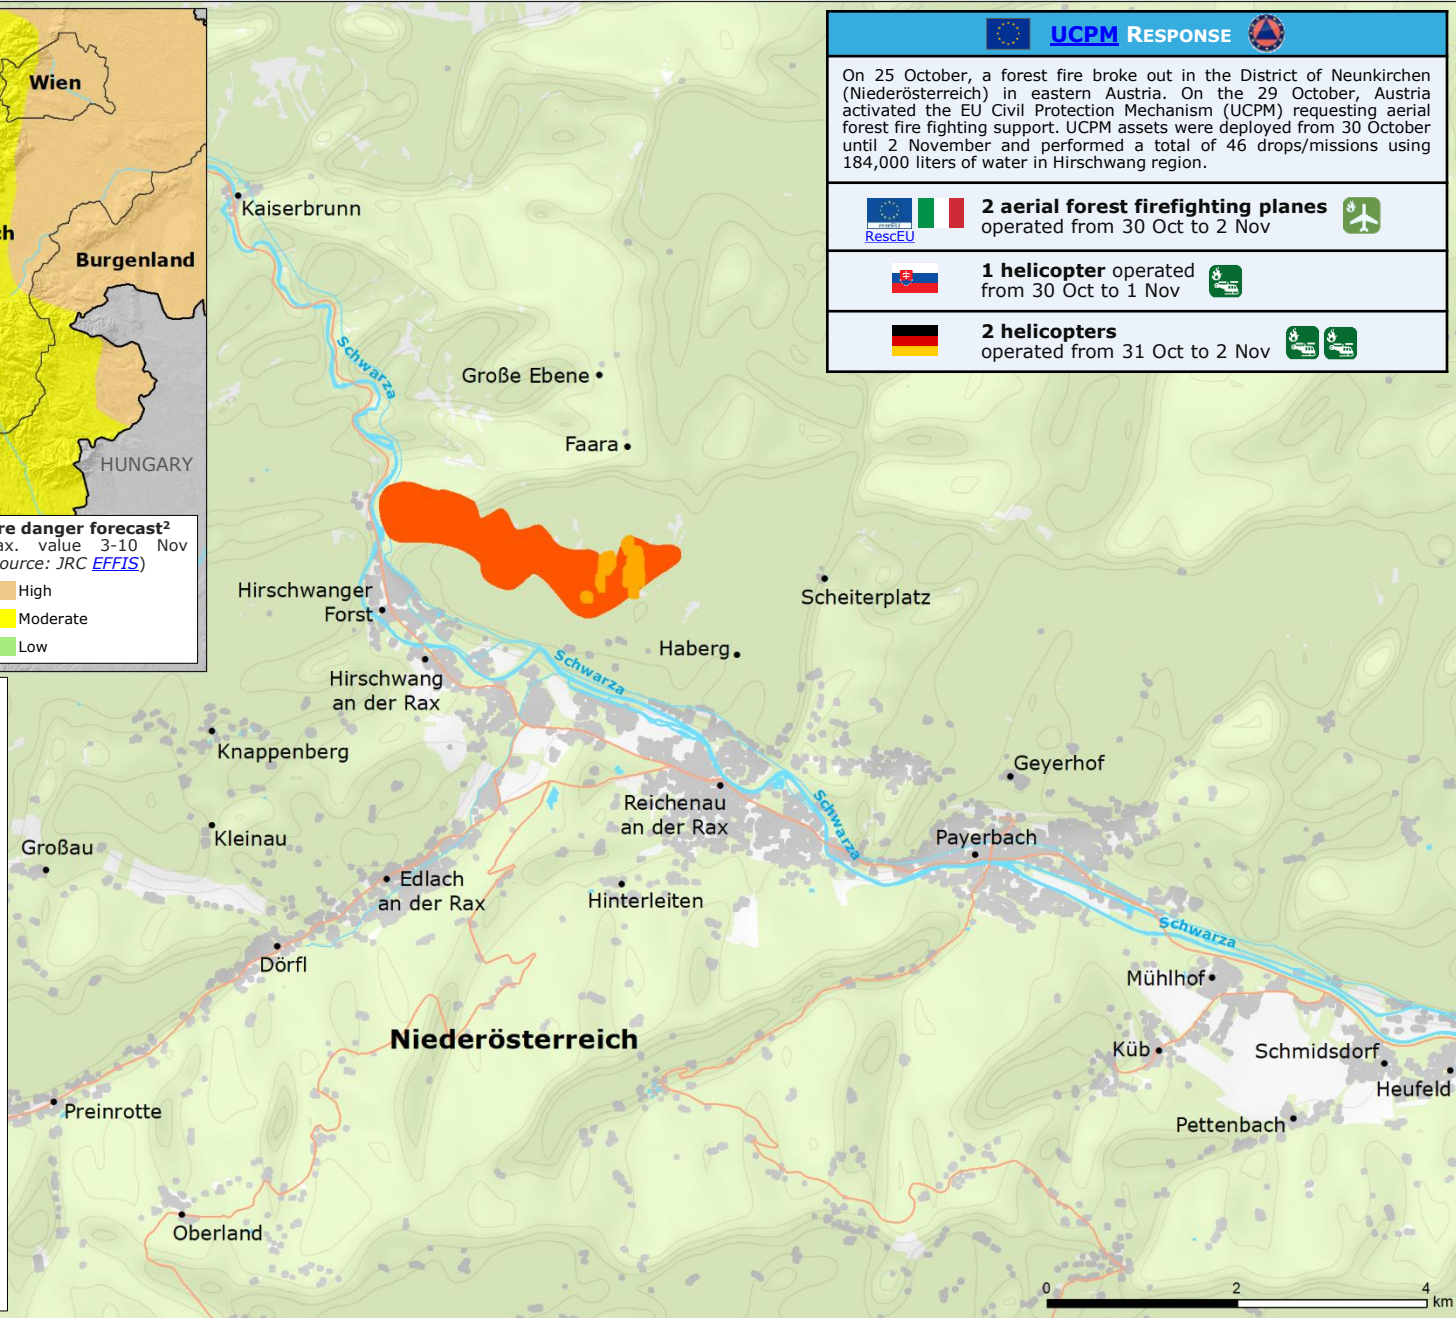 UCPM RESPONSE
On 25 October, a forest fire broke out in the District of Neunkirchen
(Niederösterreich) in eastern Austria. On the 29 October, Austria
activated the EU Civil Protection Mechanism (UCPM) requesting aerial
forest fire fighting support. UCPM assets were deployed from 30 October
until 2 November and performed a total of 46 drops/missions using
184,000 liters of water in Hirschwang region.
RescEU
2 aerial forest firefighting planes
operated from 30 Oct to 2 Nov
1 helicopter operated
from 30 Oct to 1 Nov
2 helicopters
operated from 31 Oct to 2 Nov
Wien
ch
Burgenland
HUNGARY
re danger forecast²
ax. value 3-10 Nov
ource: JRC EFFIS)
High
Moderate
Low
Kaiserbrunn
Schwarza
Große Ebene
Faara
Hirschwanger
Forst
Scheiterplatz
Haberg
Schwarza
Hirschwang
an der Rax
Knappenberg
Geyerhof
Reichenau
an der Rax
Schwarza
Payerbach
Kleinau
Großau
Edlach
an der Rax
Hinterleiten
Schwarza
Dörfl
Mühlhof
Niederösterreich
Küb
Schmidsdorf
Heufeld
Preinrotte
Pettenbach
Oberland
0 2 4
km